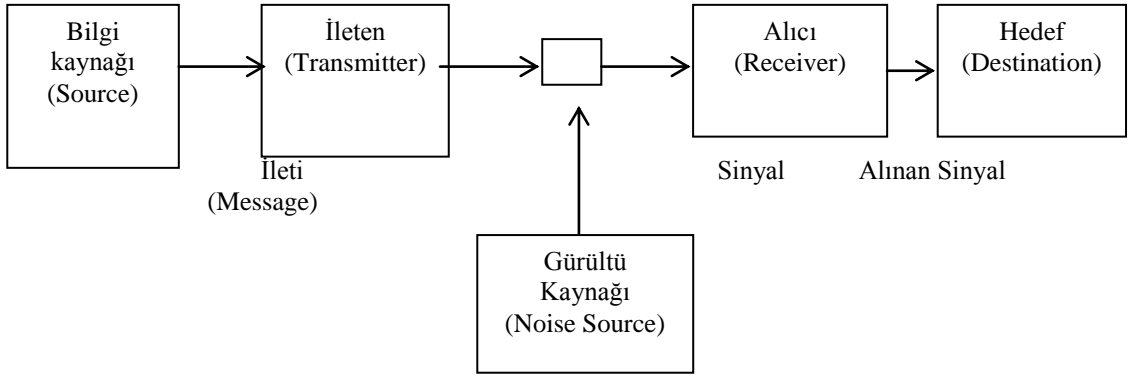 Bilgi
kaynağı
(Source)
İleten
(Transmitter)
Alıcı
(Receiver)
Hedef
(Destination)
İleti
(Message)
Sinyal
Alınan Sinyal
Gürültü
Kaynağı
(Noise Source)